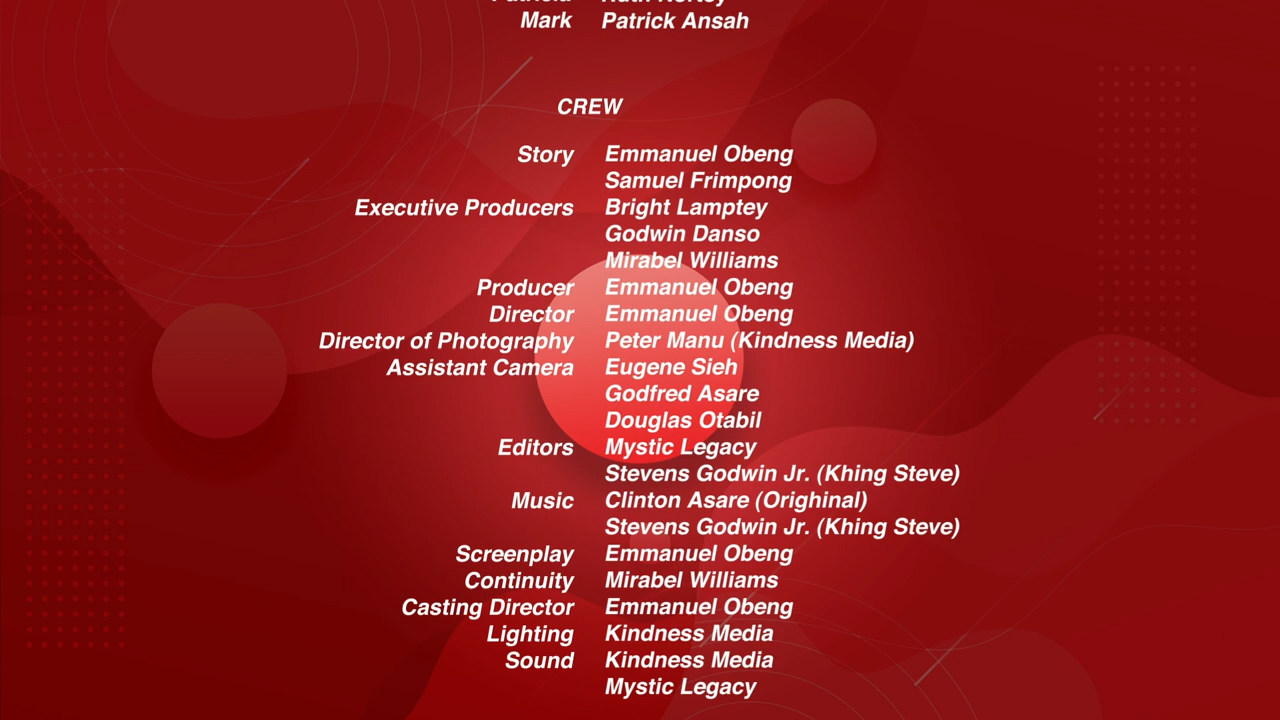 Mark Patrick Ansah
CREW
Story Emmanuel Obeng
Samuel Frimpong
Executive Producers Bright Lamptey
Godwin Danso
Mirabel Williams
Producer Emmanuel Obeng
Director Emmanuel Obeng
Director of Photography Peter Manu (Kindness Media)
Assistant Camera Eugene Sieh
Godfred Asare
Douglas Otabil
Editors Mystic Legacy
Stevens Godwin Jr. (Khing Steve)
Music Clinton Asare (Orighinal)
Stevens Godwin Jr. (Khing Steve)
Screenplay Emmanuel Obeng
Continuity Mirabel Williams
Casting Director Emmanuel Obeng
Lighting Kindness Media
Sound Kindness Media
Mystic Legacy